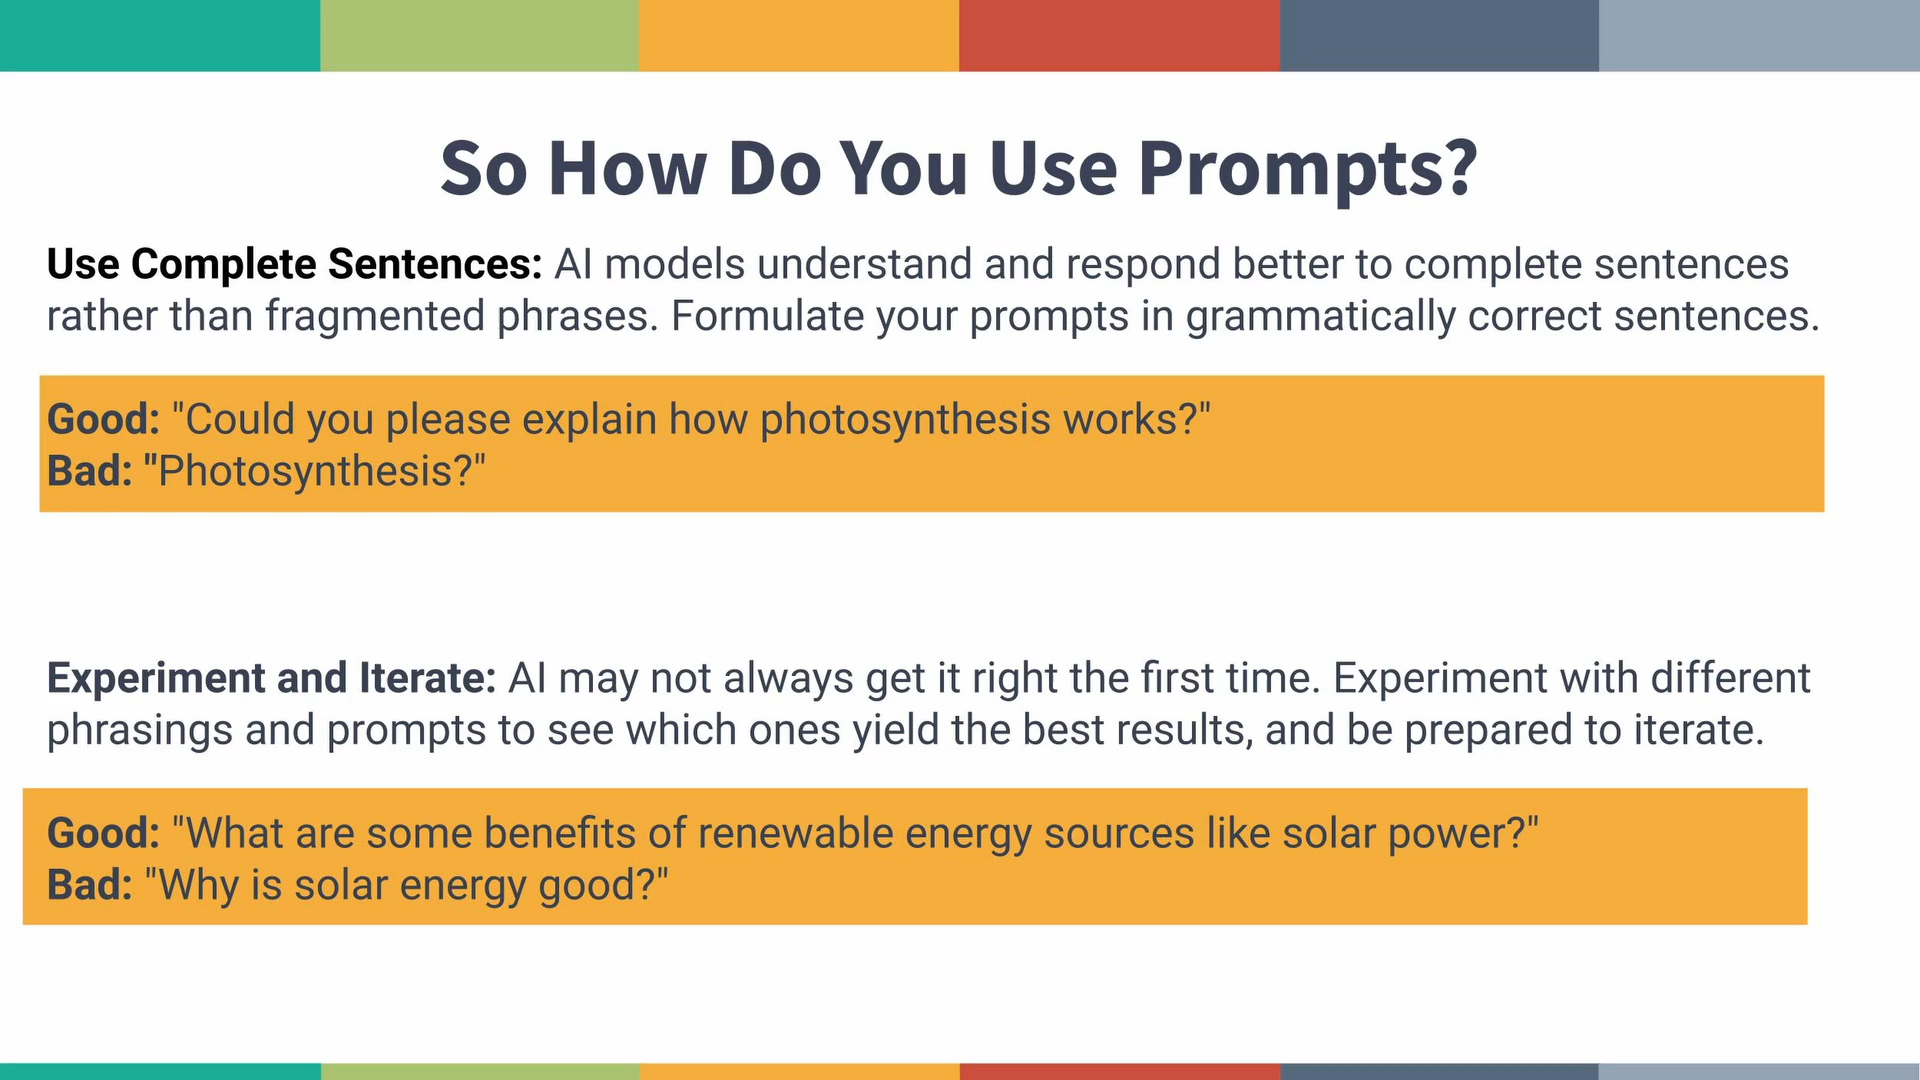 So How Do You Use Prompts?
Use Complete Sentences: AI models understand and respond better to complete sentences
rather than fragmented phrases. Formulate your prompts in grammatically correct sentences.
Good: "Could you please explain how photosynthesis works?"
Bad: "Photosynthesis?"
Experiment and Iterate: AI may not always get it right the first time. Experiment with different
phrasings and prompts to see which ones yield the best results, and be prepared to iterate.
Good: "What are some benefits of renewable energy sources like solar power?"
Bad: "Why is solar energy good?"